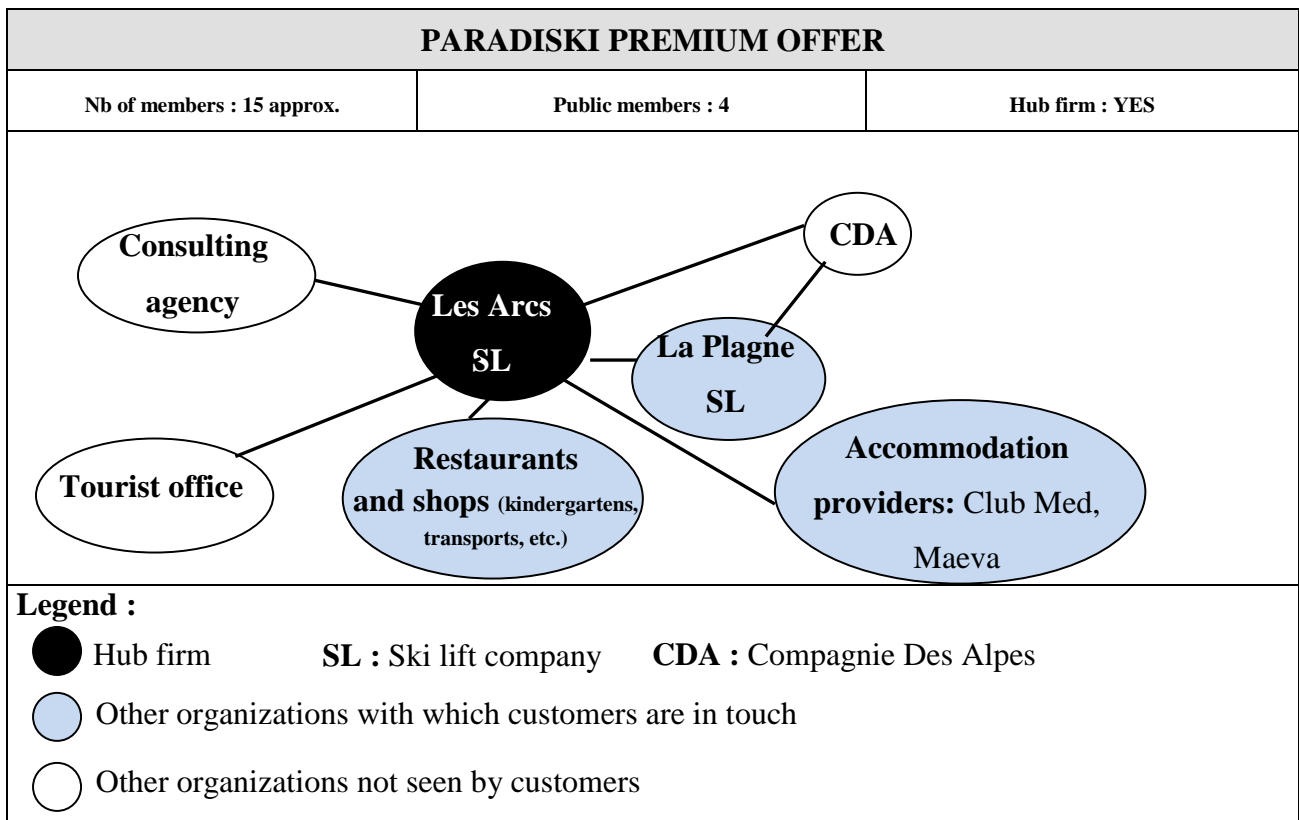 PARADISKI PREMIUM OFFER
Nb of members : 15 approx.
Public members : 4
Hub firm : YES
Consulting
agency
Les Arcs
SL
CDA
La Plagne
SL
Tourist office
Restaurants
and shops (kindergartens,
transports, etc.)
Accommodation
providers: Club Med,
Maeva
Legend :
Hub firm
SL : Ski lift company
CDA : Compagnie Des Alpes
Other organizations with which customers are in touch
Other organizations not seen by customers